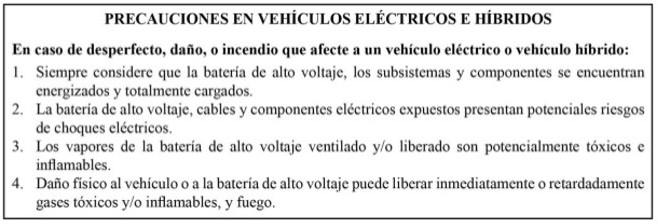 PRECAUCIONES EN VEHÍCULOS ELÉCTRICOS E HÍBRIDOS
En caso de desperfecto, daño, o incendio que afecte a un vehículo eléctrico o vehículo híbrido:
1. Siempre considere que la batería de alto voltaje, los subsistemas y componentes se encuentran
energizados y totalmente cargados.
2. La batería de alto voltaje, cables y componentes eléctricos expuestos presentan potenciales riesgos
de choques eléctricos.
3. Los vapores de la batería de alto voltaje ventilado y/o liberado son potencialmente tóxicos e
inflamables.
4. Daño físico al vehículo o a la batería de alto voltaje puede liberar inmediatamente o retardadamente
gases tóxicos y/o inflamables, y fuego.